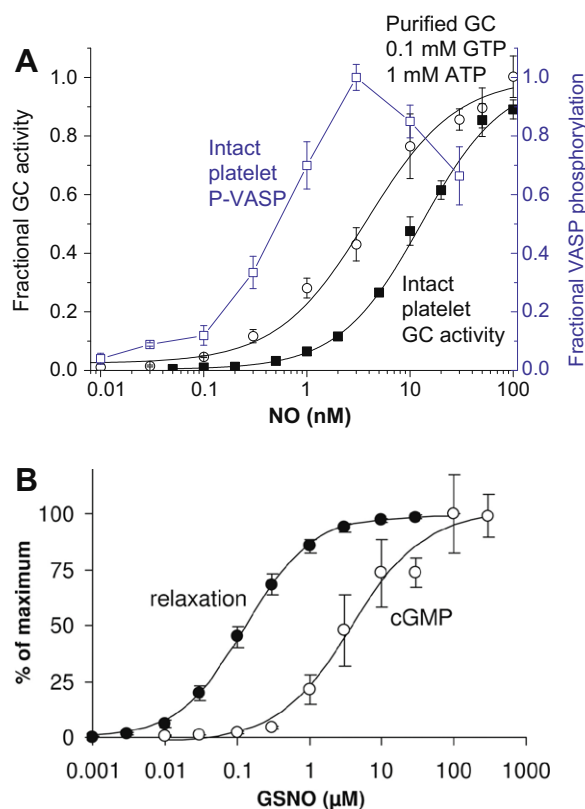 A
Purified GC
0.1 mM GTP
1 mM ATP
Intact
platelet
P-VASP
Intact
platelet
GC activity
Fractional GC activity
1.0
0.8
0.6
0.4
0.2
0.0
Fractional VASP phosphorylation
1.0
0.8
0.6
0.4
0.2
0.0
0.01 0.1 1 10 100
NO (nM)
B
% of maximum
100
75
50
25
0
relaxation
cGMP
0.001 0.01 0.1 1 10 100 1000
GSNO (μM)